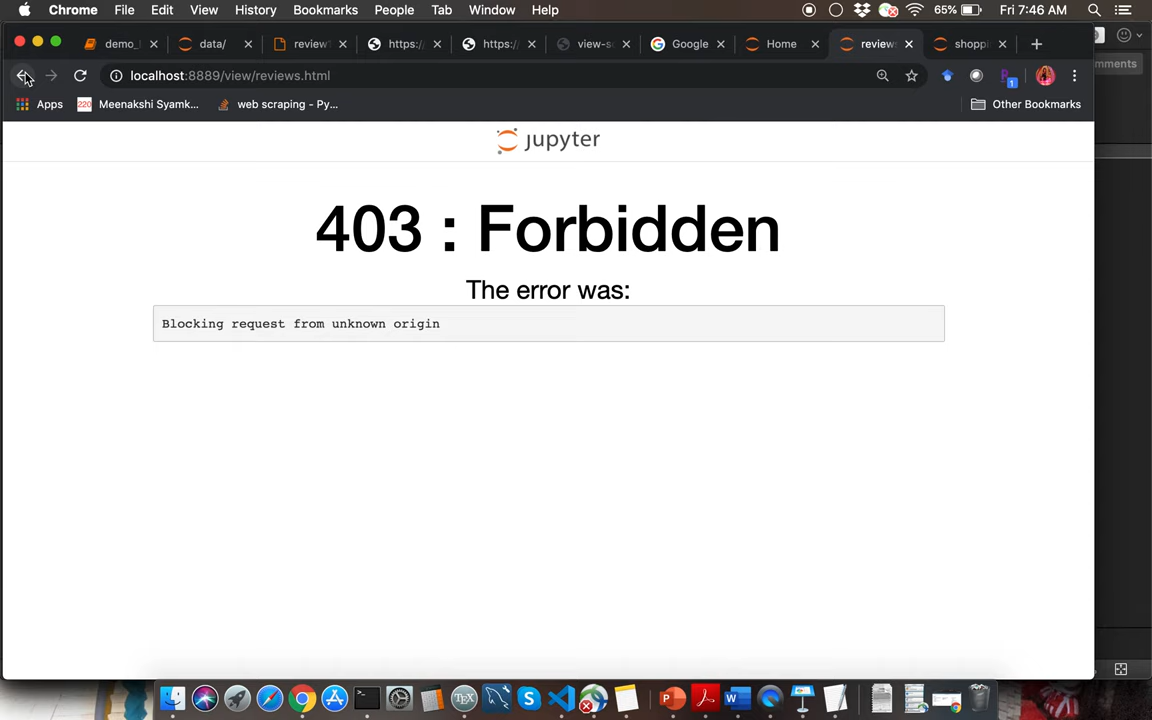 Chrome File Edit View History Bookmarks People Tab Window Help 65% Fri 7:46 AM
demo_ data/ review https:/ https:/ view-s Google Home review shoppi
localhost:8889/view/reviews.html
mments
Apps 220 Meenakshi Syamk... web scraping - Py... Other Bookmarks
jupyter
403 : Forbidden
The error was:
Blocking request from unknown origin